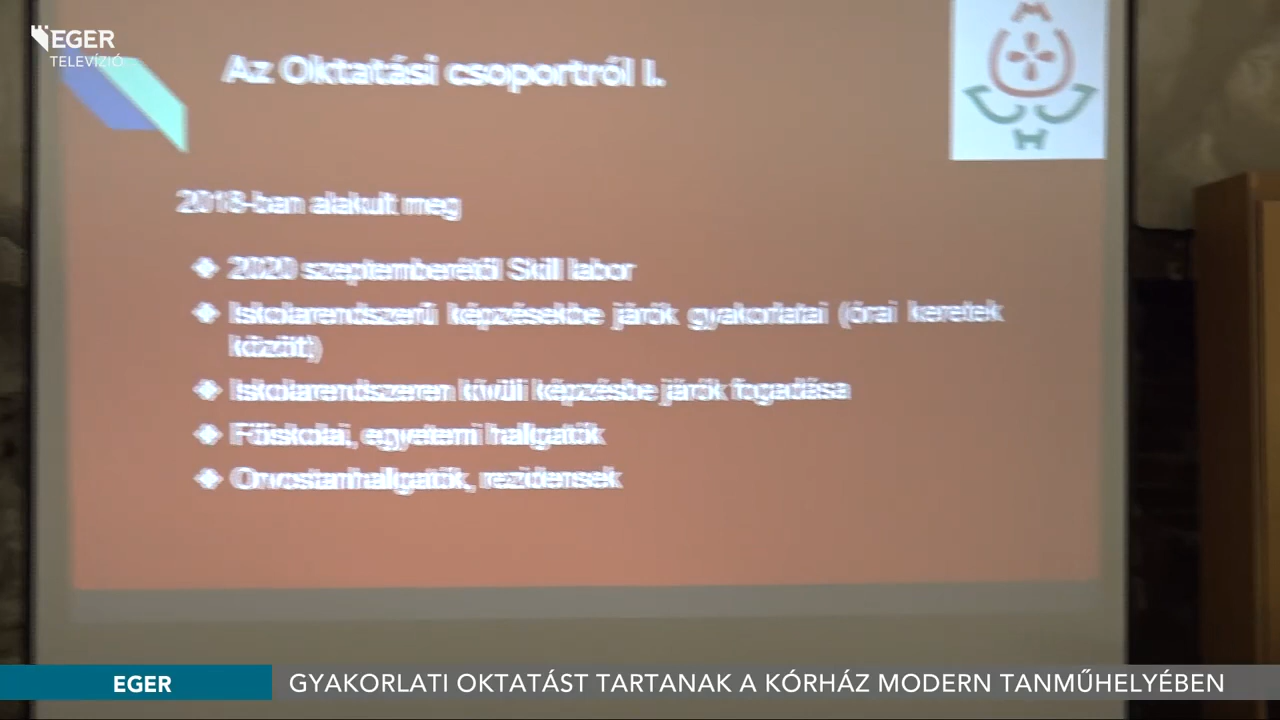 EGER
TELEVÍZIÓ
Az Oktatási csoportról I.
2018-ban alakult meg
2020 szeptemberétől Skill labor
Iskolarendszerű képzésekbe járók gyakorlatai (órai keretek
között)
Iskolarendszeren kívüli képzésbe járók fogadása
Főiskolai, egyetemi hallgatók
Orvostanhallgatók, rezidensek
EGER
GYAKORLATI OKTATÁST TARTANAK A KÓRHÁZ MODERN TANMŰHELYÉBEN